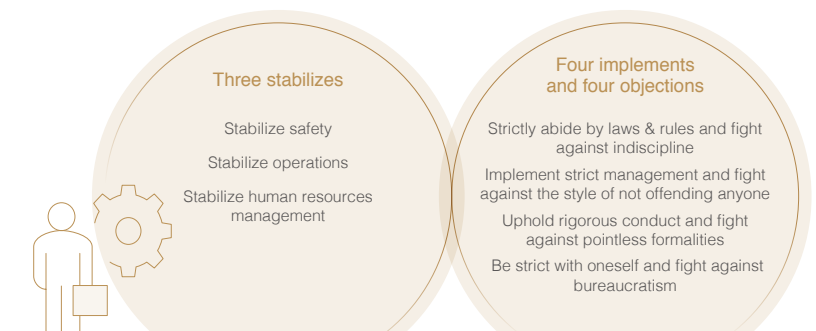 Three stabilizes
Stabilize safety
Stabilize operations
Stabilize human resources
management
Four implements
and four objections
Strictly abide by laws & rules and fight
against indiscipline
Implement strict management and fight
against the style of not offending anyone
Uphold rigorous conduct and fight
against pointless formalities
Be strict with oneself and fight against
bureaucratism